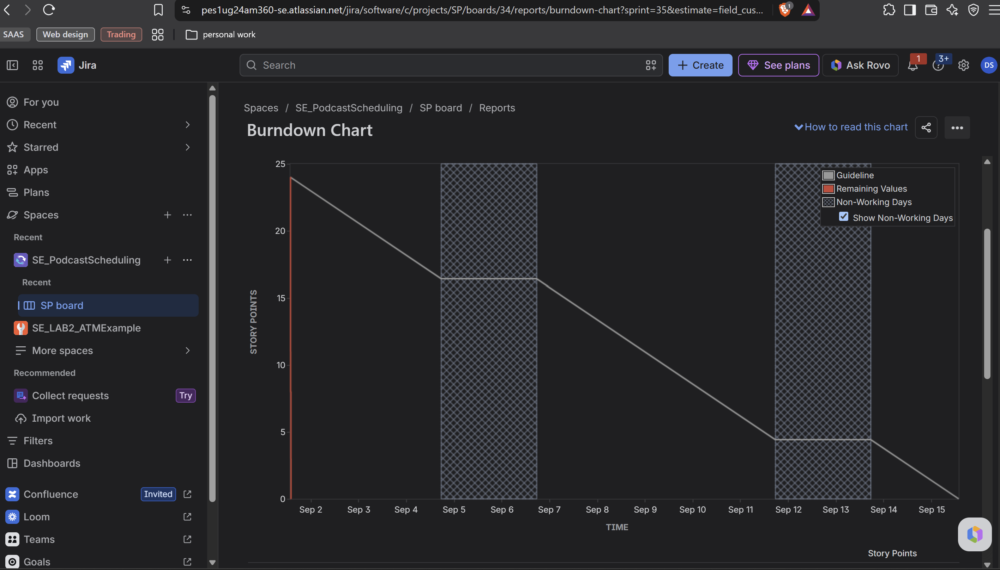 pes1ug24am360-se.atlassian.net/jira/software/c/projects/SP/boards/34/reports/burndown-chart?sprint=35&estimate=field_cus...
1
SAAS
Web design
Trading
personal work
Jira
Search
Create
See plans
Ask Rovo
1
3+
DS
For you
Recent
Starred
Apps
Plans
Spaces
Recent
SE_PodcastScheduling
Recent
SP board
SE_LAB2_ATMExample
More spaces
Recommended
Collect requests
Try
Import work
Filters
Dashboards
Confluence
Invited
Loom
Teams
Goals
Spaces / SE_PodcastScheduling / SP board / Reports
Burndown Chart
How to read this chart
Guideline
Remaining Values
Non-Working Days
Show Non-Working Days
STORY POINTS
25
20
15
10
5
0
Sep 2 Sep 3 Sep 4 Sep 5 Sep 6 Sep 7 Sep 8 Sep 9 Sep 10 Sep 11 Sep 12 Sep 13 Sep 14 Sep 15
TIME
Story Points